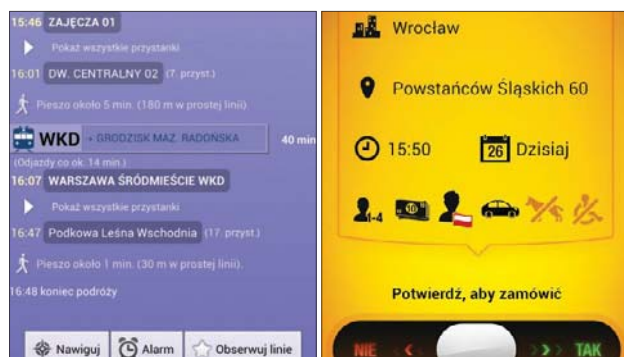 15:46 ZAJĘCZA 01
Pokaż wszystkie przystanki
16:01 DW. CENTRALNY 02 (7. przyst.)
Pieszo około 5 min. (180 m w prostej linii).
WKD • GRODZISK MAZ. RADOŃSKA 40 min
(Odjazdy co ok. 14 min.)
16:07 WARSZAWA ŚRÓDMIEŚCIE WKD
Pokaż wszystkie przystanki
16:47 Podkowa Leśna Wschodnia (17. przyst.)
Pieszo około 1 min. (30 m w prostej linii).
16:48 koniec podróży
Nawiguj Alarm Obserwuj linie
Wrocław
Powstańców Śląskich 60
15:50 26 Dzisiaj
1-4 10
Potwierdź, aby zamówić
NIE < < > > TAK